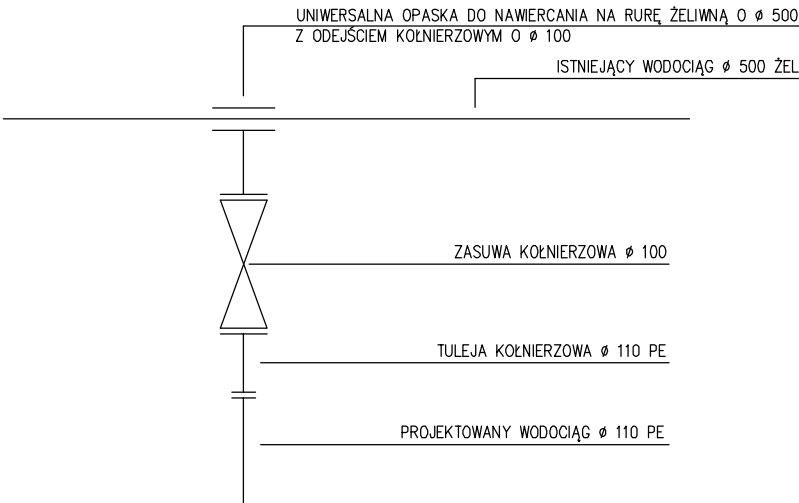 UNIWERSALNA OPASKA DO NAWIERCANIA NA RURĘ ŻELIWNĄ O ø 500
Z ODEJŚCIEM KOŁNIERZOWYM O ø 100
ISTNIEJĄCY WODOCIĄG ø 500 ŻEL
ZASUWA KOŁNIERZOWA ø 100
TULEJA KOŁNIERZOWA ø 110 PE
PROJEKTOWANY WODOCIĄG ø 110 PE